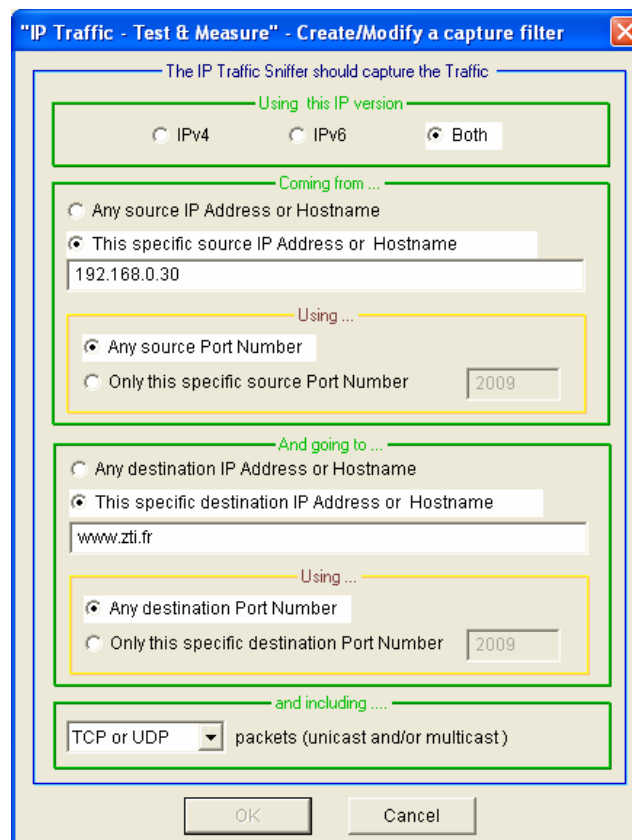 "IP Traffic - Test & Measure" - Create/Modify a capture filter
The IP Traffic Sniffer should capture the Traffic
Using this IP version
IPv4 IPv6 Both
Coming from ...
Any source IP Address or Hostname
This specific source IP Address or Hostname
192.168.0.30
Using ...
Any source Port Number
Only this specific source Port Number 2009
And going to ...
Any destination IP Address or Hostname
This specific destination IP Address or Hostname
www.zti.fr
Using ...
Any destination Port Number
Only this specific destination Port Number 2009
and including ....
TCP or UDP packets (unicast and/or multicast )
OK Cancel